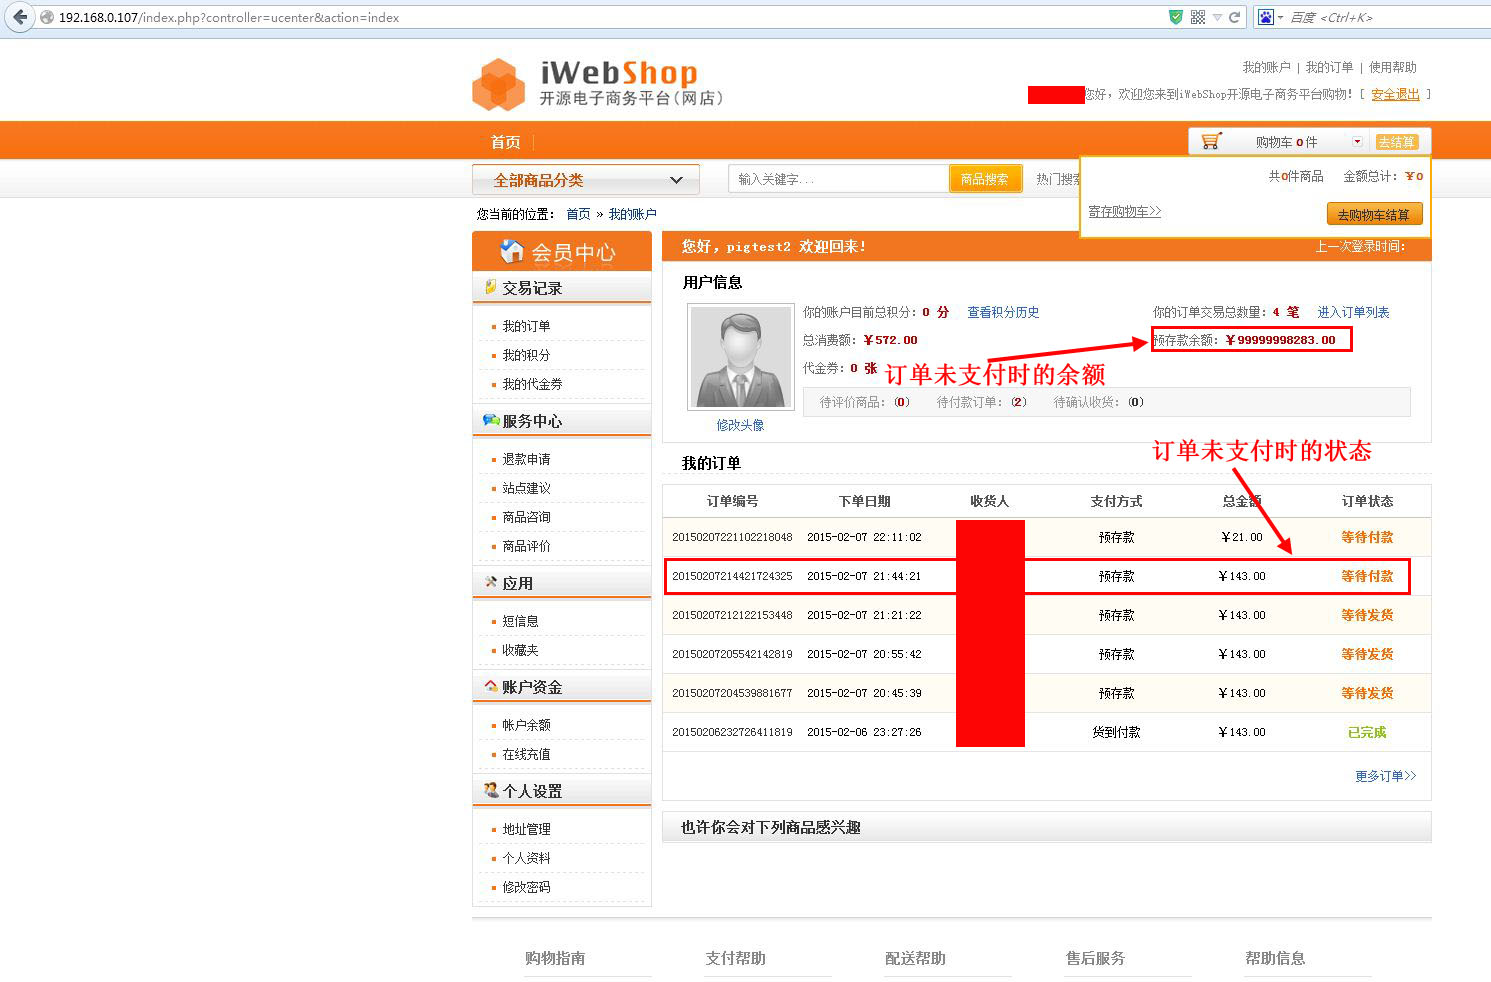 192.168.0.107/index.php?controller=ucenter&action=index
百度 <Ctrl+K>
iWebShop
开源电子商务平台(网店)
我的账户 | 我的订单 | 使用帮助
您好，欢迎您来到iWebShop开源电子商务平台购物! [ 安全退出 ]
首页
购物车 0 件
去结算
全部商品分类
输入关键字...
商品搜索
热门搜索
共0件商品 金额总计：￥0
寄存购物车>>
去购物车结算
您当前的位置： 首页 » 我的账户
会员中心
交易记录
我的订单
我的积分
我的代金券
服务中心
退款申请
站点建议
商品咨询
商品评价
应用
短信息
收藏夹
账户资金
帐户余额
在线充值
个人设置
地址管理
个人资料
修改密码
您好，pigtest2 欢迎回来!
上一次登录时间：
用户信息
你的账户目前总积分：0 分 查看积分历史
你的订单交易总数量：4 笔 进入订单列表
总消费额：￥572.00
预存款余额：￥99999998283.00
代金券：0 张
订单未支付时的余额
待评价商品：(0) 待付款订单：(2) 待确认收货：(0)
修改头像
订单未支付时的状态
我的订单
订单编号 下单日期 收货人 支付方式 总金额 订单状态
20150207221102218048 2015-02-07 22:11:02 预存款 ￥21.00 等待付款
20150207214421724325 2015-02-07 21:44:21 预存款 ￥143.00 等待付款
20150207212122153448 2015-02-07 21:21:22 预存款 ￥143.00 等待发货
20150207205542142819 2015-02-07 20:55:42 预存款 ￥143.00 等待发货
20150207204539881677 2015-02-07 20:45:39 预存款 ￥143.00 等待发货
20150206232726411819 2015-02-06 23:27:26 货到付款 ￥143.00 已完成
更多订单>>
也许你会对下列商品感兴趣
购物指南
支付帮助
配送帮助
售后服务
帮助信息